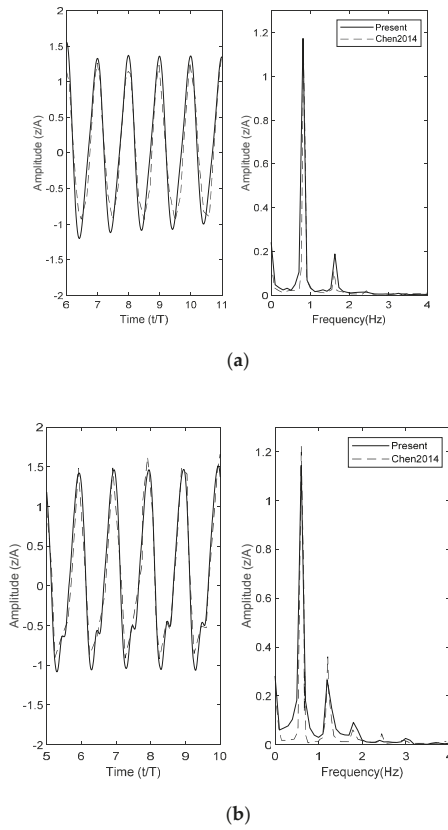 2
1.5
1
0.5
0
-0.5
-1
-1.5
-2
6 7 8 9 10 11
Amplitude (z/A)
Time (t/T)
1.2
1
0.8
0.6
0.4
0.2
0
0 1 2 3 4
Amplitude (z/A)
Frequency(Hz)
Present
Chen2014
(a)
2
1.5
1
0.5
0
-0.5
-1
-1.5
-2
5 6 7 8 9 10
Amplitude (z/A)
Time (t/T)
1.2
1
0.8
0.6
0.4
0.2
0
0 1 2 3 4
Amplitude (z/A)
Frequency(Hz)
Present
Chen2014
(b)